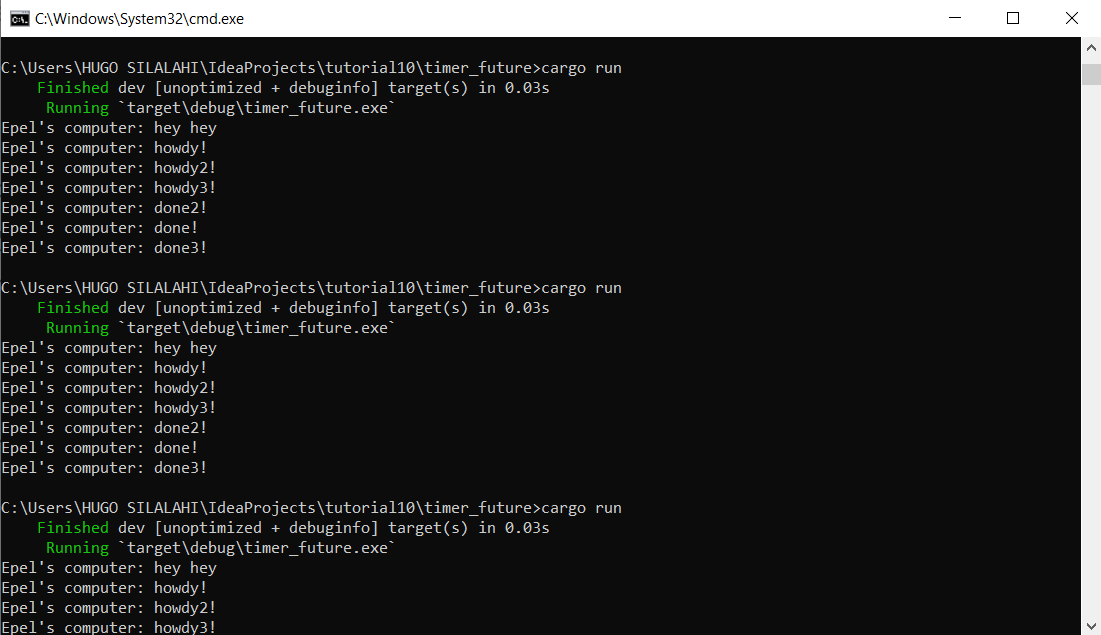 C:\Windows\System32\cmd.exe
C:\Users\HUGO SILALAHI\IdeaProjects\tutorial10\timer_future>cargo run
Finished dev [unoptimized + debuginfo] target(s) in 0.03s
Running `target\debug\timer_future.exe`
Epel's computer: hey hey
Epel's computer: howdy!
Epel's computer: howdy2!
Epel's computer: howdy3!
Epel's computer: done2!
Epel's computer: done!
Epel's computer: done3!
C:\Users\HUGO SILALAHI\IdeaProjects\tutorial10\timer_future>cargo run
Finished dev [unoptimized + debuginfo] target(s) in 0.03s
Running `target\debug\timer_future.exe`
Epel's computer: hey hey
Epel's computer: howdy!
Epel's computer: howdy2!
Epel's computer: howdy3!
Epel's computer: done2!
Epel's computer: done!
Epel's computer: done3!
C:\Users\HUGO SILALAHI\IdeaProjects\tutorial10\timer_future>cargo run
Finished dev [unoptimized + debuginfo] target(s) in 0.03s
Running `target\debug\timer_future.exe`
Epel's computer: hey hey
Epel's computer: howdy!
Epel's computer: howdy2!
Epel's computer: howdy3!